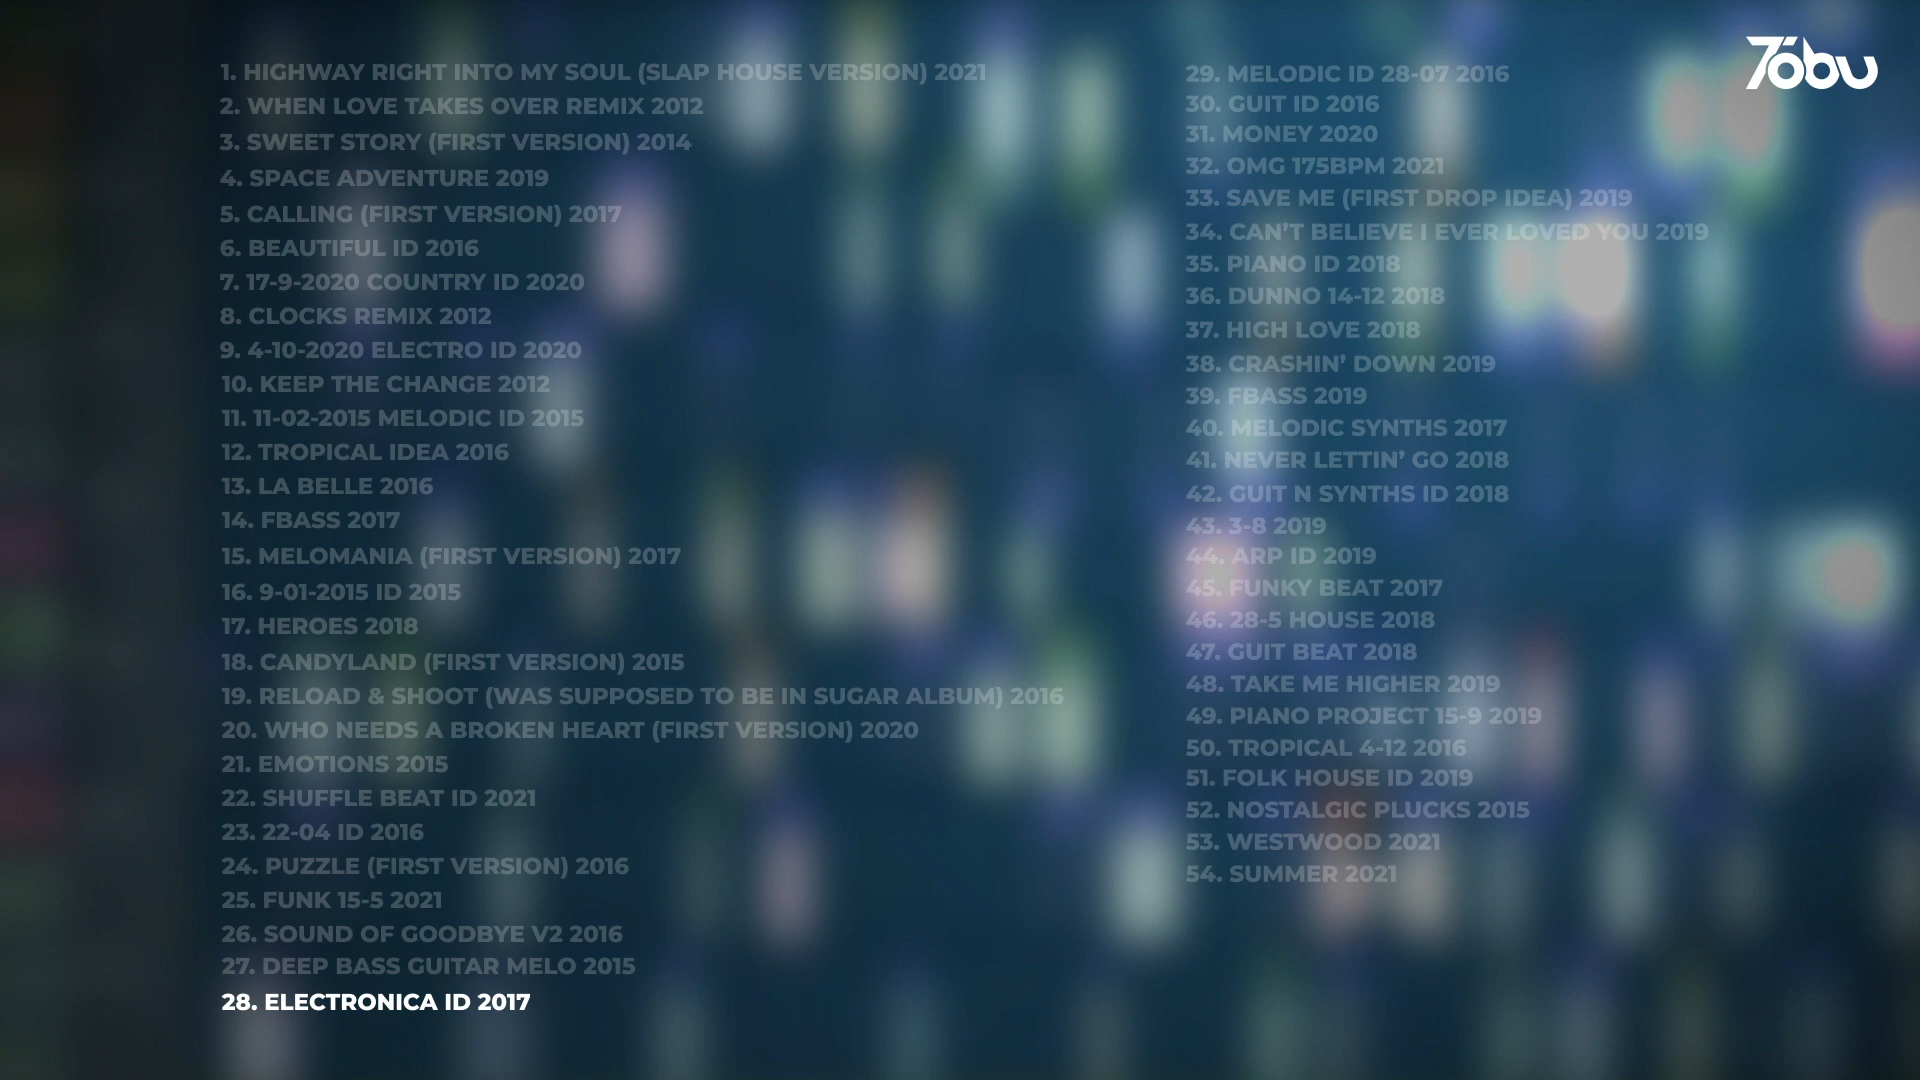 1. HIGHWAY RIGHT INTO MY SOUL (SLAP HOUSE VERSION) 2021
2. WHEN LOVE TAKES OVER REMIX 2012
3. SWEET STORY (FIRST VERSION) 2014
4. SPACE ADVENTURE 2019
5. CALLING (FIRST VERSION) 2017
6. BEAUTIFUL ID 2016
7. 17-9-2020 COUNTRY ID 2020
8. CLOCKS REMIX 2012
9. 4-10-2020 ELECTRO ID 2020
10. KEEP THE CHANGE 2012
11. 11-02-2015 MELODIC ID 2015
12. TROPICAL IDEA 2016
13. LA BELLE 2016
14. FBASS 2017
15. MELOMANIA (FIRST VERSION) 2017
16. 9-01-2015 ID 2015
17. HEROES 2018
18. CANDYLAND (FIRST VERSION) 2015
19. RELOAD & SHOOT (WAS SUPPOSED TO BE IN SUGAR ALBUM) 2016
20. WHO NEEDS A BROKEN HEART (FIRST VERSION) 2020
21. EMOTIONS 2015
22. SHUFFLE BEAT ID 2021
23. 22-04 ID 2016
24. PUZZLE (FIRST VERSION) 2016
25. FUNK 15-5 2021
26. SOUND OF GOODBYE V2 2016
27. DEEP BASS GUITAR MELO 2015
28. ELECTRONICA ID 2017
29. MELODIC ID 28-07 2016
30. GUIT ID 2016
31. MONEY 2020
32. OMG 175BPM 2021
33. SAVE ME (FIRST DROP IDEA) 2019
34. CAN'T BELIEVE I EVER LOVED YOU 2019
35. PIANO ID 2018
36. DUNNO 14-12 2018
37. HIGH LOVE 2018
38. CRASHIN' DOWN 2019
39. FBASS 2019
40. MELODIC SYNTHS 2017
41. NEVER LETTIN' GO 2018
42. GUIT N SYNTHS ID 2018
43. 3-8 2019
44. ARP ID 2019
45. FUNKY BEAT 2017
46. 28-5 HOUSE 2018
47. GUIT BEAT 2018
48. TAKE ME HIGHER 2019
49. PIANO PROJECT 15-9 2019
50. TROPICAL 4-12 2016
51. FOLK HOUSE ID 2019
52. NOSTALGIC PLUCKS 2015
53. WESTWOOD 2021
54. SUMMER 2021
Tobu